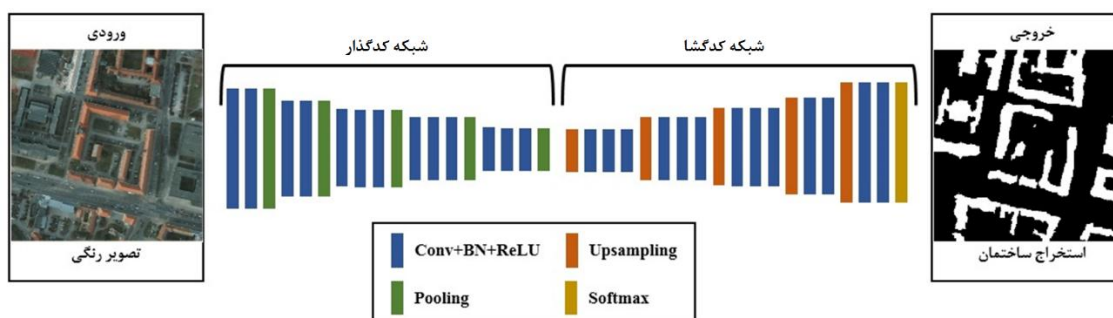 ورودی
تصویر رنگی
شبکه کدگذار
شبکه کدگشا
خروجی
استخراج ساختمان
Conv+BN+ReLU
Upsampling
Pooling
Softmax